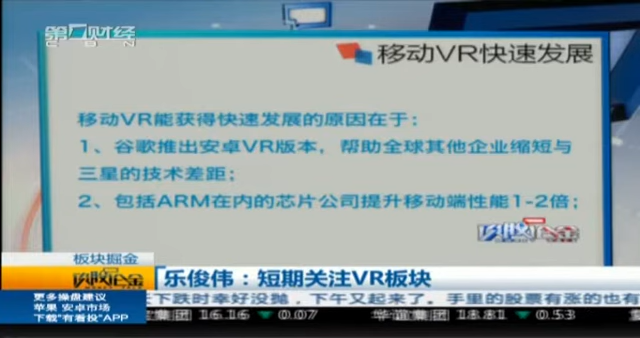 第一财经
移动VR快速发展
移动VR能获得快速发展的原因在于：
1、谷歌推出安卓VR版本，帮助全球其他企业缩短与
三星的技术差距；
2、包括ARM在内的芯片公司提升移动端性能1-2倍；
板块掘金
乐俊伟：短期关注VR板块
更多操盘建议
苹果 安卓市场
下载"有看投"APP
下跌时幸好没抛，下午又起来了。手里的股票有涨的也有
集团 16.16 ▼0.07 华谊集团 18.81 ▼0.53